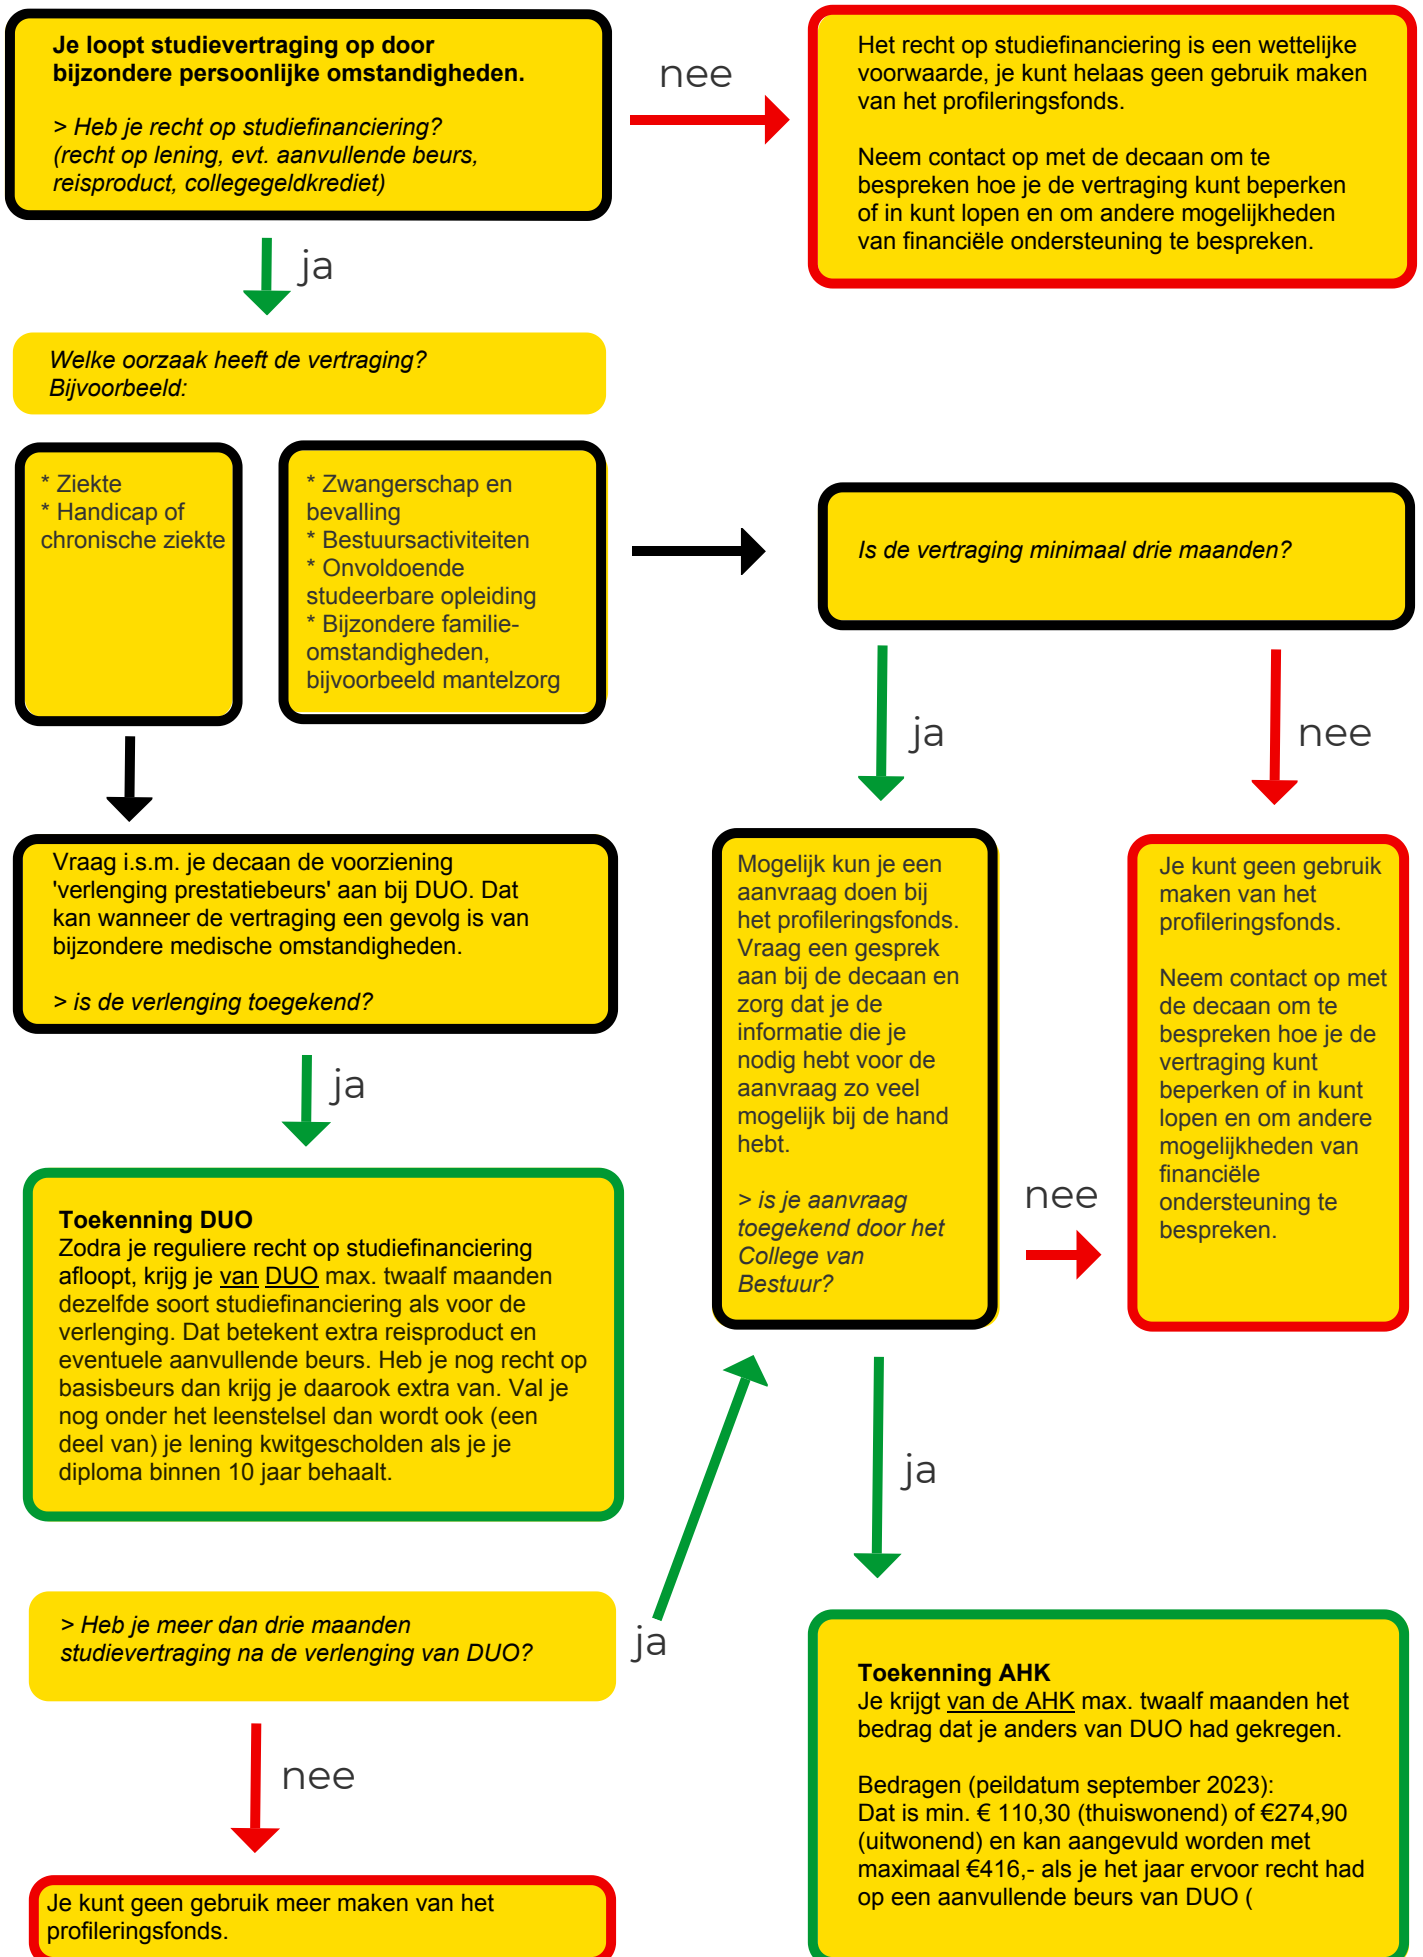 Je loopt studievertraging op door
bijzondere persoonlijke omstandigheden.
> Heb je recht op studiefinanciering?
(recht op lening, evt. aanvullende beurs,
reisproduct, collegegeldkrediet)
nee
Het recht op studiefinanciering is een wettelijke
voorwaarde, je kunt helaas geen gebruik maken
van het profileringsfonds.
Neem contact op met de decaan om te
bespreken hoe je de vertraging kunt beperken
of in kunt lopen en om andere mogelijkheden
van financiële ondersteuning te bespreken.
ja
Welke oorzaak heeft de vertraging?
Bijvoorbeeld:
* Ziekte
* Handicap of
chronische ziekte
* Zwangerschap en
bevalling
* Bestuursactiviteiten
* Onvoldoende
studeerbare opleiding
* Bijzondere familie-
omstandigheden,
bijvoorbeeld mantelzorg
Is de vertraging minimaal drie maanden?
ja
nee
Vraag i.s.m. je decaan de voorziening
'verlenging prestatiebeurs' aan bij DUO. Dat
kan wanneer de vertraging een gevolg is van
bijzondere medische omstandigheden.
> is de verlenging toegekend?
Mogelijk kun je een
aanvraag doen bij
het profileringsfonds.
Vraag een gesprek
aan bij de decaan en
zorg dat je de
informatie die je
nodig hebt voor de
aanvraag zo veel
mogelijk bij de hand
hebt.
> is je aanvraag
toegekend door het
College van
Bestuur?
nee
Je kunt geen gebruik
maken van het
profileringsfonds.
Neem contact op met
de decaan om te
bespreken hoe je de
vertraging kunt
beperken of in kunt
lopen en om andere
mogelijkheden van
financiële
ondersteuning te
bespreken.
ja
Toekenning DUO
Zodra je reguliere recht op studiefinanciering
afloopt, krijg je van DUO max. twaalf maanden
dezelfde soort studiefinanciering als voor de
verlenging. Dat betekent extra reisproduct en
eventuele aanvullende beurs. Heb je nog recht op
basisbeurs dan krijg je daarook extra van. Val je
nog onder het leenstelsel dan wordt ook (een
deel van) je lening kwitgescholden als je je
diploma binnen 10 jaar behaalt.
ja
> Heb je meer dan drie maanden
studievertraging na de verlenging van DUO?
ja
nee
Je kunt geen gebruik meer maken van het
profileringsfonds.
Toekenning AHK
Je krijgt van de AHK max. twaalf maanden het
bedrag dat je anders van DUO had gekregen.
Bedragen (peildatum september 2023):
Dat is min. € 110,30 (thuiswonend) of €274,90
(uitwonend) en kan aangevuld worden met
maximaal €416,- als je het jaar ervoor recht had
op een aanvullende beurs van DUO (